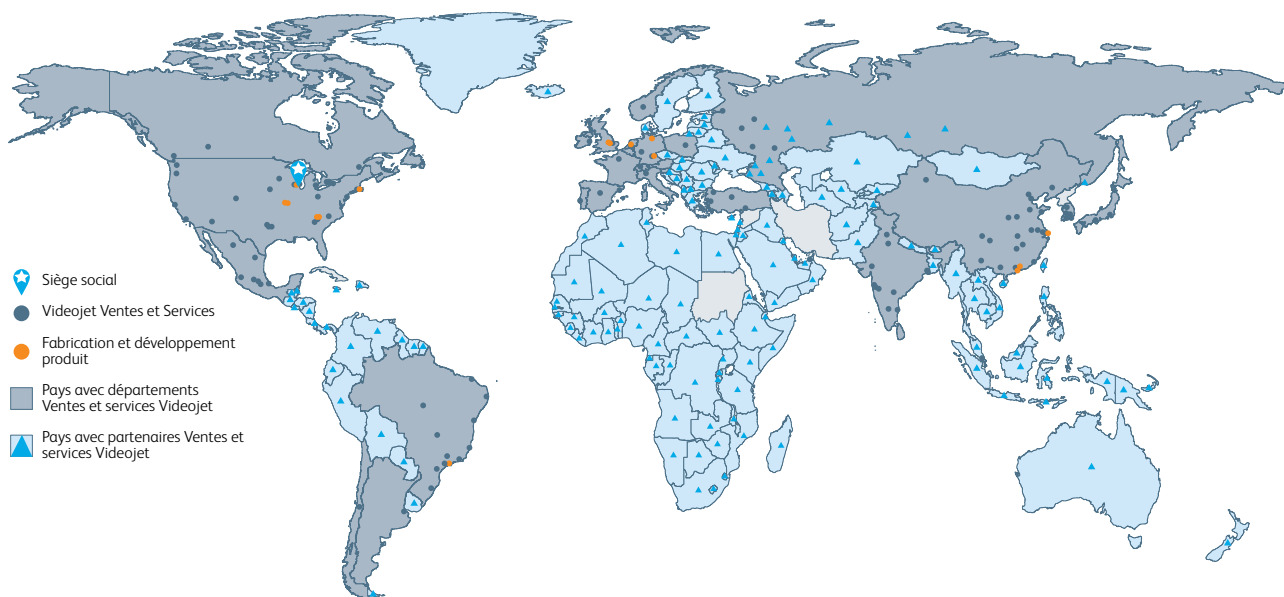 Siège social
Videojet Ventes et Services
Fabrication et développement
produit
Pays avec départements
Ventes et services Videojet
Pays avec partenaires Ventes et
services Videojet